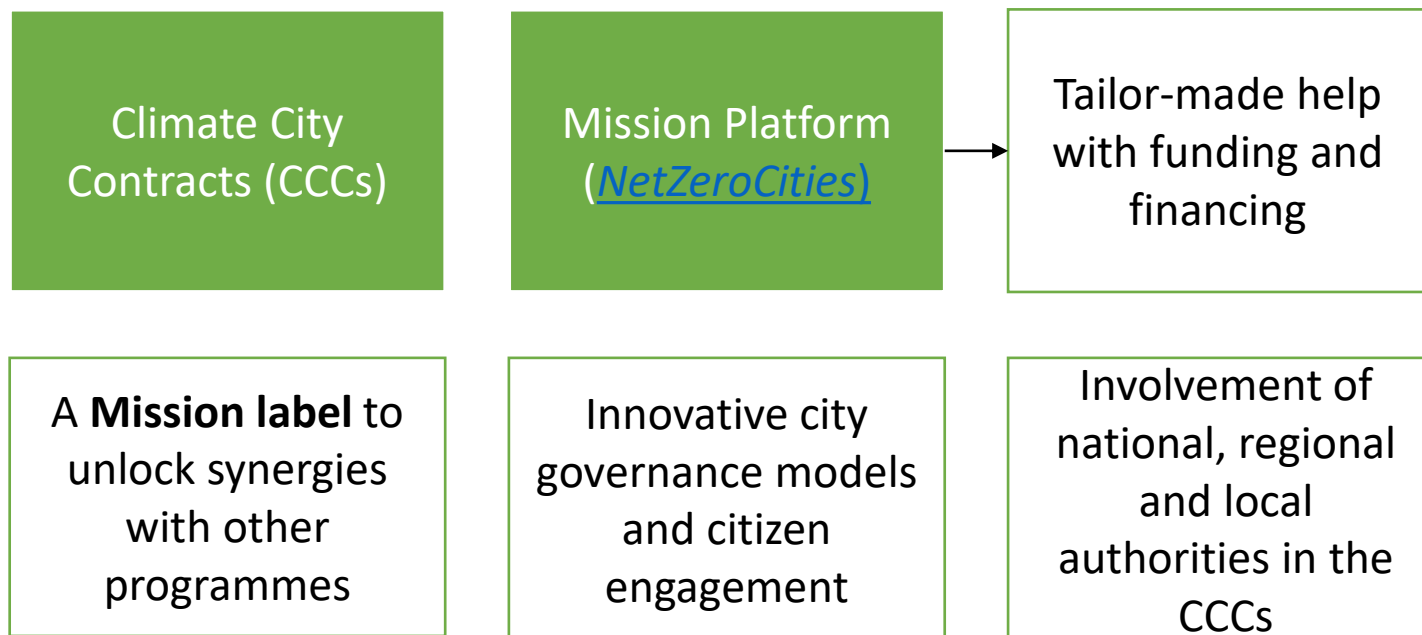 Climate City
Contracts (CCCs)
Mission Platform
(NetZeroCities)
Tailor-made help
with funding and
financing
A Mission label to
unlock synergies
with other
programmes
Innovative city
governance models
and citizen
engagement
Involvement of
national, regional
and local
authorities in the
CCCs